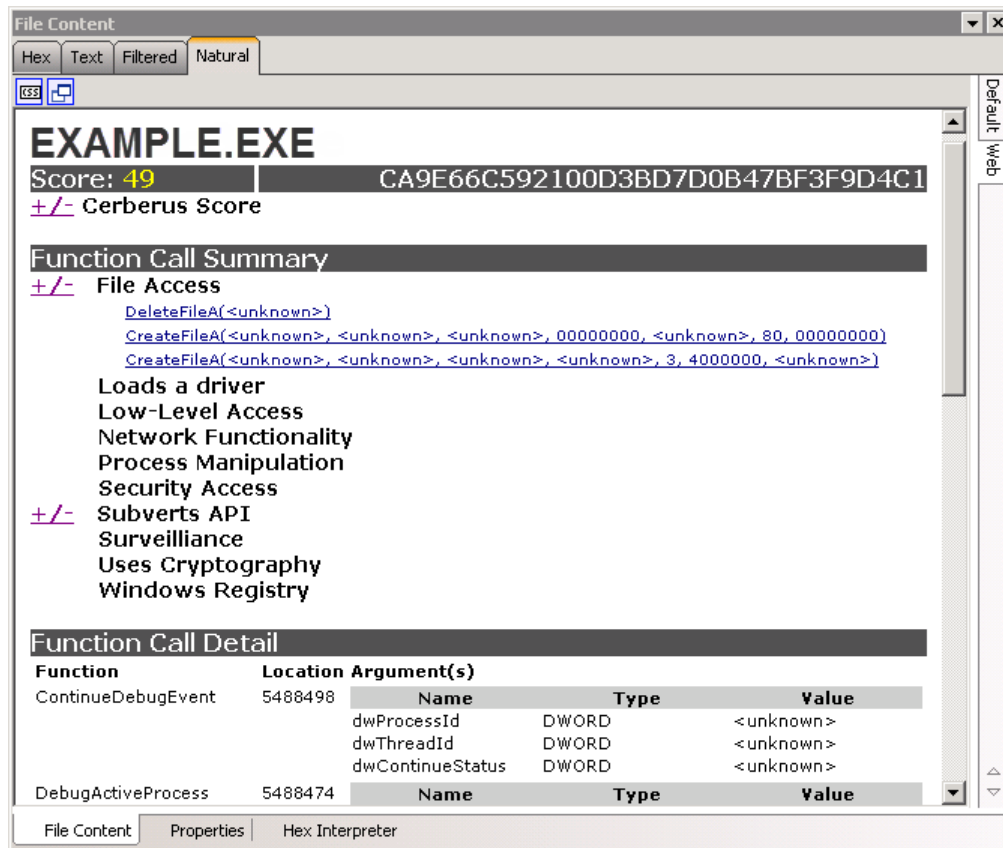 File Content
Hex Text Filtered Natural
CSS
Default Web
EXAMPLE.EXE
Score: 49 CA9E66C592100D3BD7D0B47BF3F9D4C1
+/- Cerberus Score
Function Call Summary
+/- File Access
DeleteFileA(<unknown>)
CreateFileA(<unknown>, <unknown>, <unknown>, 00000000, <unknown>, 80, 00000000)
CreateFileA(<unknown>, <unknown>, <unknown>, <unknown>, 3, 4000000, <unknown>)
Loads a driver
Low-Level Access
Network Functionality
Process Manipulation
Security Access
+/- Subverts API
Surveilliance
Uses Cryptography
Windows Registry
Function Call Detail
Function Location Argument(s)
ContinueDebugEvent 5488498 Name Type Value
dwProcessId DWORD <unknown>
dwThreadId DWORD <unknown>
dwContinueStatus DWORD <unknown>
DebugActiveProcess 5488474 Name Type Value
File Content Properties Hex Interpreter